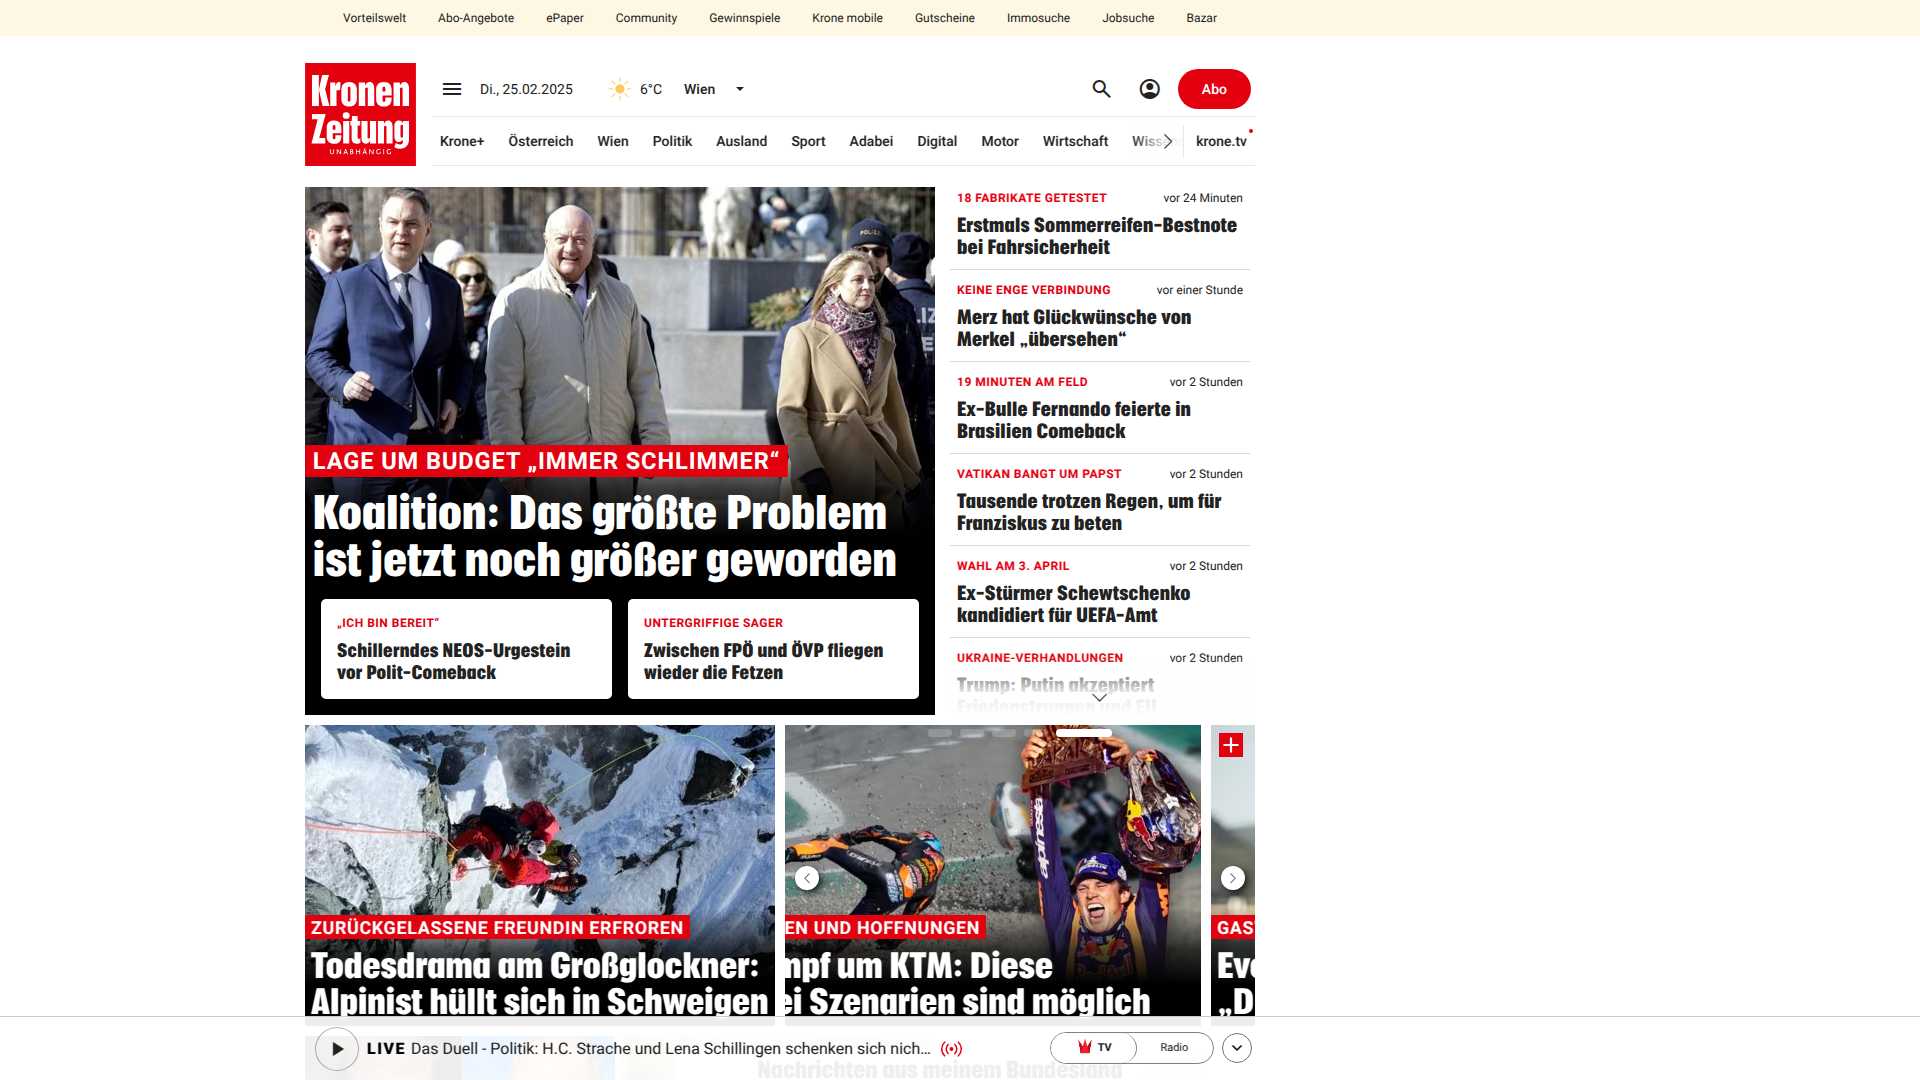 Vorteilswelt Abo-Angebote ePaper Community Gewinnspiele Krone mobile Gutscheine Immosuche Jobsuche Bazar
Kronen
Zeitung
UNABHÄNGIG
Di., 25.02.2025 6°C Wien
Abo
Krone+ Österreich Wien Politik Ausland Sport Adabei Digital Motor Wirtschaft krone.tv
POLICE
LAGE UM BUDGET „IMMER SCHLIMMER“
Koalition: Das größte Problem
ist jetzt noch größer geworden
„ICH BIN BEREIT“
Schillerndes NEOS-Urgestein
vor Polit-Comeback
UNTERGRIFFIGE SAGER
Zwischen FPÖ und ÖVP fliegen
wieder die Fetzen
18 FABRIKATE GETESTET vor 24 Minuten
Erstmals Sommerreifen-Bestnote
bei Fahrsicherheit
KEINE ENGE VERBINDUNG vor einer Stunde
Merz hat Glückwünsche von
Merkel „übersehen“
19 MINUTEN AM FELD vor 2 Stunden
Ex-Bulle Fernando feierte in
Brasilien Comeback
VATIKAN BANGT UM PAPST vor 2 Stunden
Tausende trotzen Regen, um für
Franziskus zu beten
WAHL AM 3. APRIL vor 2 Stunden
Ex-Stürmer Schewtschenko
kandidiert für UEFA-Amt
UKRAINE-VERHANDLUNGEN vor 2 Stunden
Trump: Putin akzeptiert
Friedenstruppen und EU
ZURÜCKGELASSENE FREUNDIN ERFROREN
Todesdrama am Großglockner:
Alpinist hüllt sich in Schweigen
alpinestars
EN UND HOFFNUNGEN
mpf um KTM: Diese
ei Szenarien sind möglich
GAS
Eve
„D
LIVE Das Duell - Politik: H.C. Strache und Lena Schillingen schenken sich nich...
TV Radio
Nachrichten aus meinem Bundesland